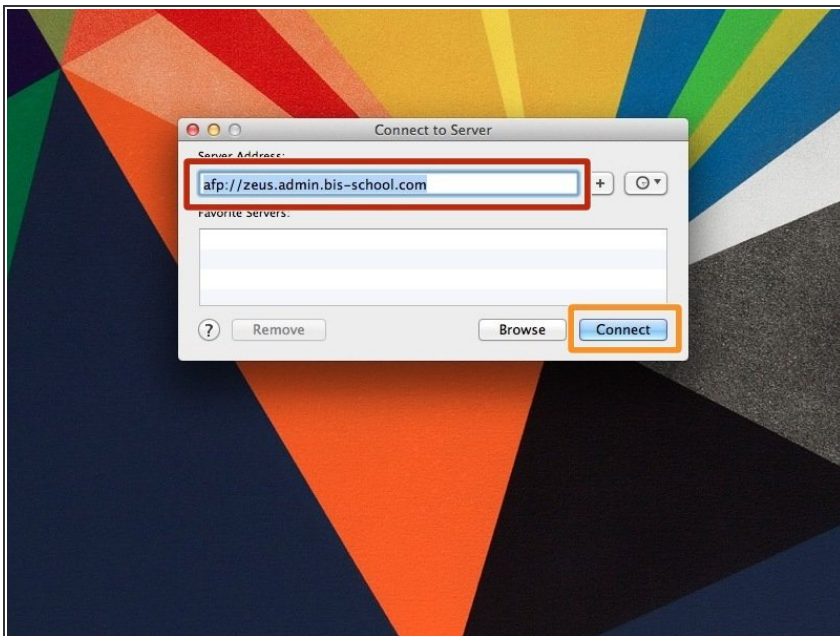 Connect to Server
Server Address:
afp://zeus.admin.bis-school.com
+
Favorite Servers:
? Remove Browse Connect